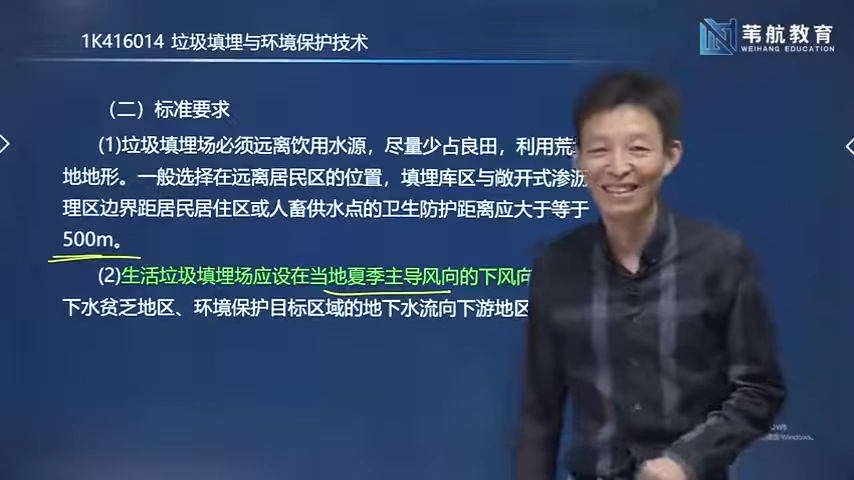 1K416014 垃圾填埋与环境保护技术
苇航教育
WEIHANG EDUCATION
（二）标准要求
(1)垃圾填埋场必须远离饮用水源，尽量少占良田，利用荒
地地形。一般选择在远离居民区的位置，填埋库区与敞开式渗沥
理区边界距居民居住区或人畜供水点的卫生防护距离应大于等于
500m。
(2)生活垃圾填埋场应设在当地夏季主导风向的下风向
下水贫乏地区、环境保护目标区域的地下水流向下游地区
Windows。